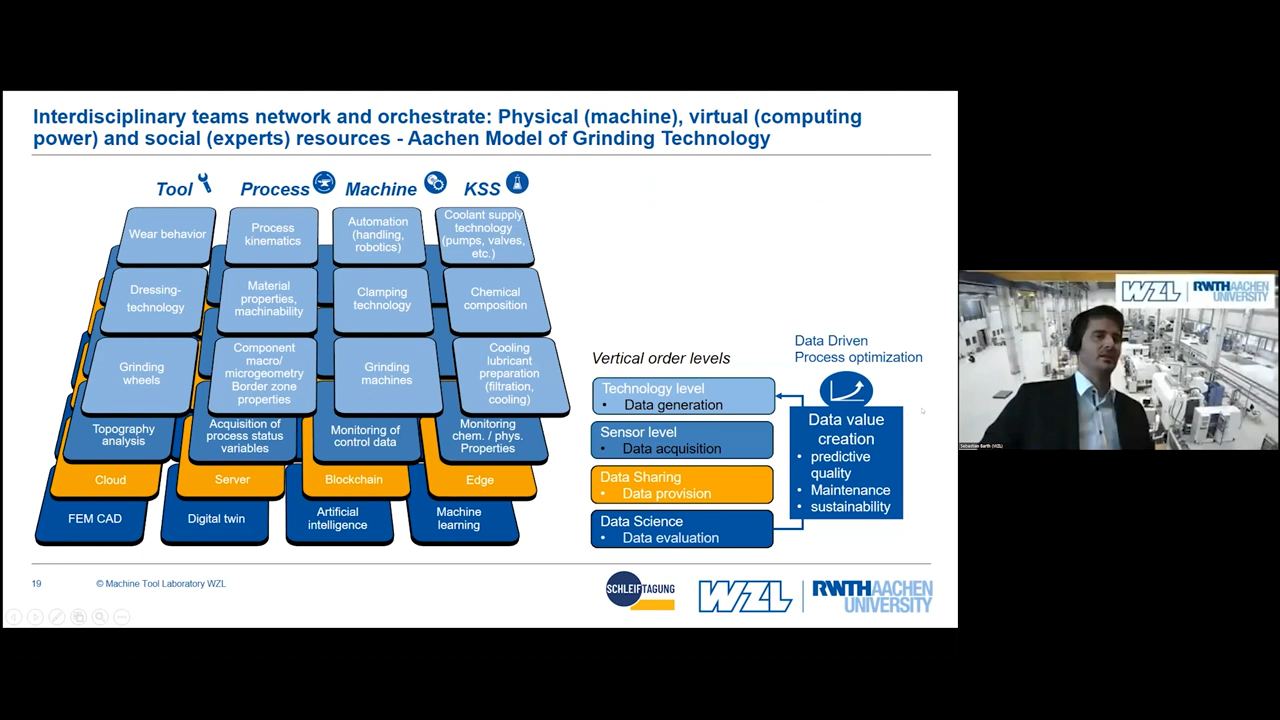 Interdisciplinary teams network and orchestrate: Physical (machine), virtual (computing
power) and social (experts) resources - Aachen Model of Grinding Technology
Tool
Process
Machine
KSS
Wear behavior
Process
kinematics
Automation
(handling,
robotics)
Coolant supply
technology
(pumps, valves,
etc.)
Dressing-
technology
Material
properties,
machinability
Clamping
technology
Chemical
composition
Grinding
wheels
Component
macro/
microgeometry
Border zone
properties
Grinding
machines
Cooling
lubricant
preparation
(filtration,
cooling)
Topography
analysis
Acquisition of
process status
variables
Monitoring of
control data
Monitoring
chem. / phys.
Properties
Cloud
Server
Blockchain
Edge
FEM CAD
Digital twin
Artificial
intelligence
Machine
learning
Vertical order levels
Technology level
• Data generation
Sensor level
• Data acquisition
Data Sharing
• Data provision
Data Science
• Data evaluation
Data Driven
Process optimization
Data value
creation
• predictive
quality
• Maintenance
• sustainability
19
© Machine Tool Laboratory WZL
SCHLEIFTAGUNG
WZL
RWTHAACHEN
UNIVERSITY
WZL
RWTHAACHEN
UNIVERSITY
Sebastian Barth (WZL)